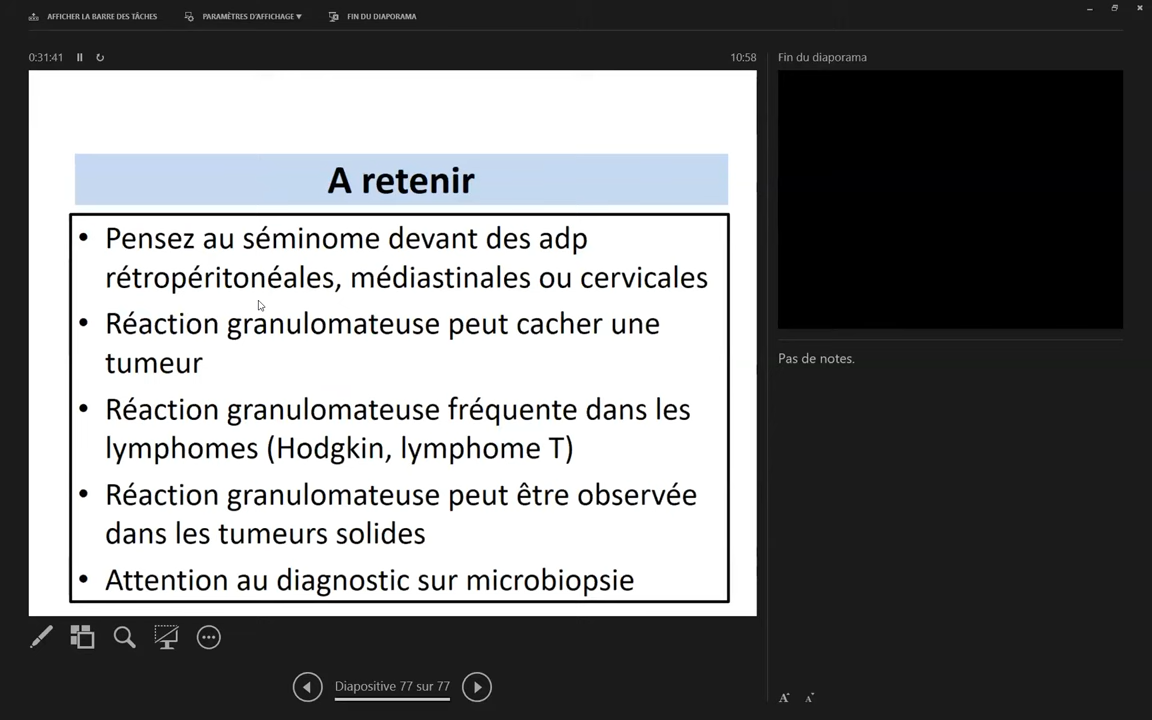 AFFICHER LA BARRE DES TÂCHES
PARAMÈTRES D'AFFICHAGE ▼
FIN DU DIAPORAMA
0:31:41
10:58
Fin du diaporama
A retenir
• Pensez au séminome devant des adp
rétropéritonéales, médiastinales ou cervicales
• Réaction granulomateuse peut cacher une
tumeur
• Réaction granulomateuse fréquente dans les
lymphomes (Hodgkin, lymphome T)
• Réaction granulomateuse peut être observée
dans les tumeurs solides
• Attention au diagnostic sur microbiopsie
Pas de notes.
Diapositive 77 sur 77
A A